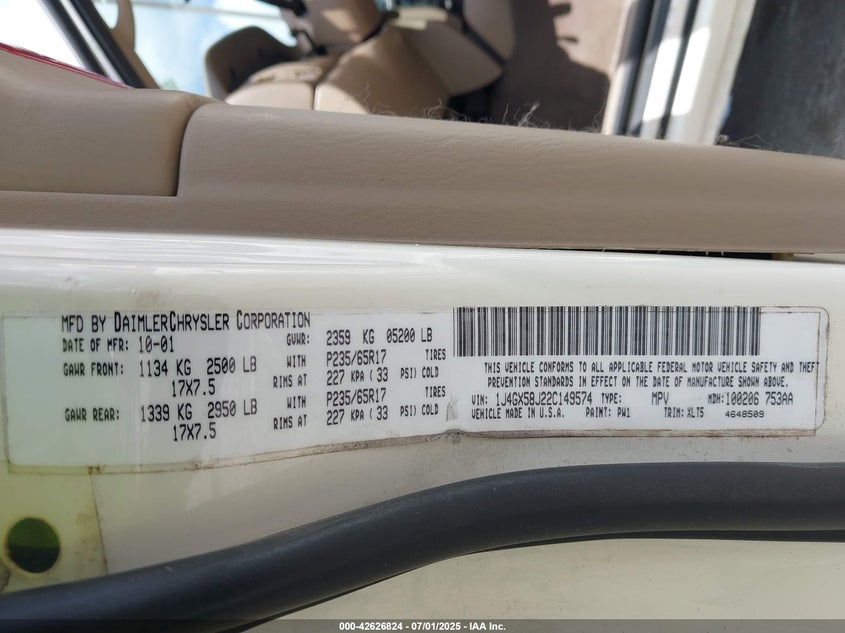 MFD BY DAIMLERCHRYSLER CORPORATION
DATE OF MFR: 10-01 GVWR: 2359 KG 05200 LB
GAWR FRONT: 1134 KG 2500 LB WITH P235/65R17 TIRES
17X7.5 RIMS AT 227 KPA ( 33 PSI) COLD
GAWR REAR: 1339 KG 2950 LB WITH P235/65R17 TIRES
17X7.5 RIMS AT 227 KPA ( 33 PSI) COLD
THIS VEHICLE CONFORMS TO ALL APPLICABLE FEDERAL MOTOR VEHICLE SAFETY AND THEFT
PREVENTION STANDARDS IN EFFECT ON THE DATE OF MANUFACTURE SHOWN ABOVE.
VIN: 1J4GX58J22C149574 TYPE: MPV MDH: 100206 753AA
VEHICLE MADE IN U.S.A. PAINT: PW1 TRIM: XLT5 4648509
000-42626824 | 07/01/2025 - IAA Inc.